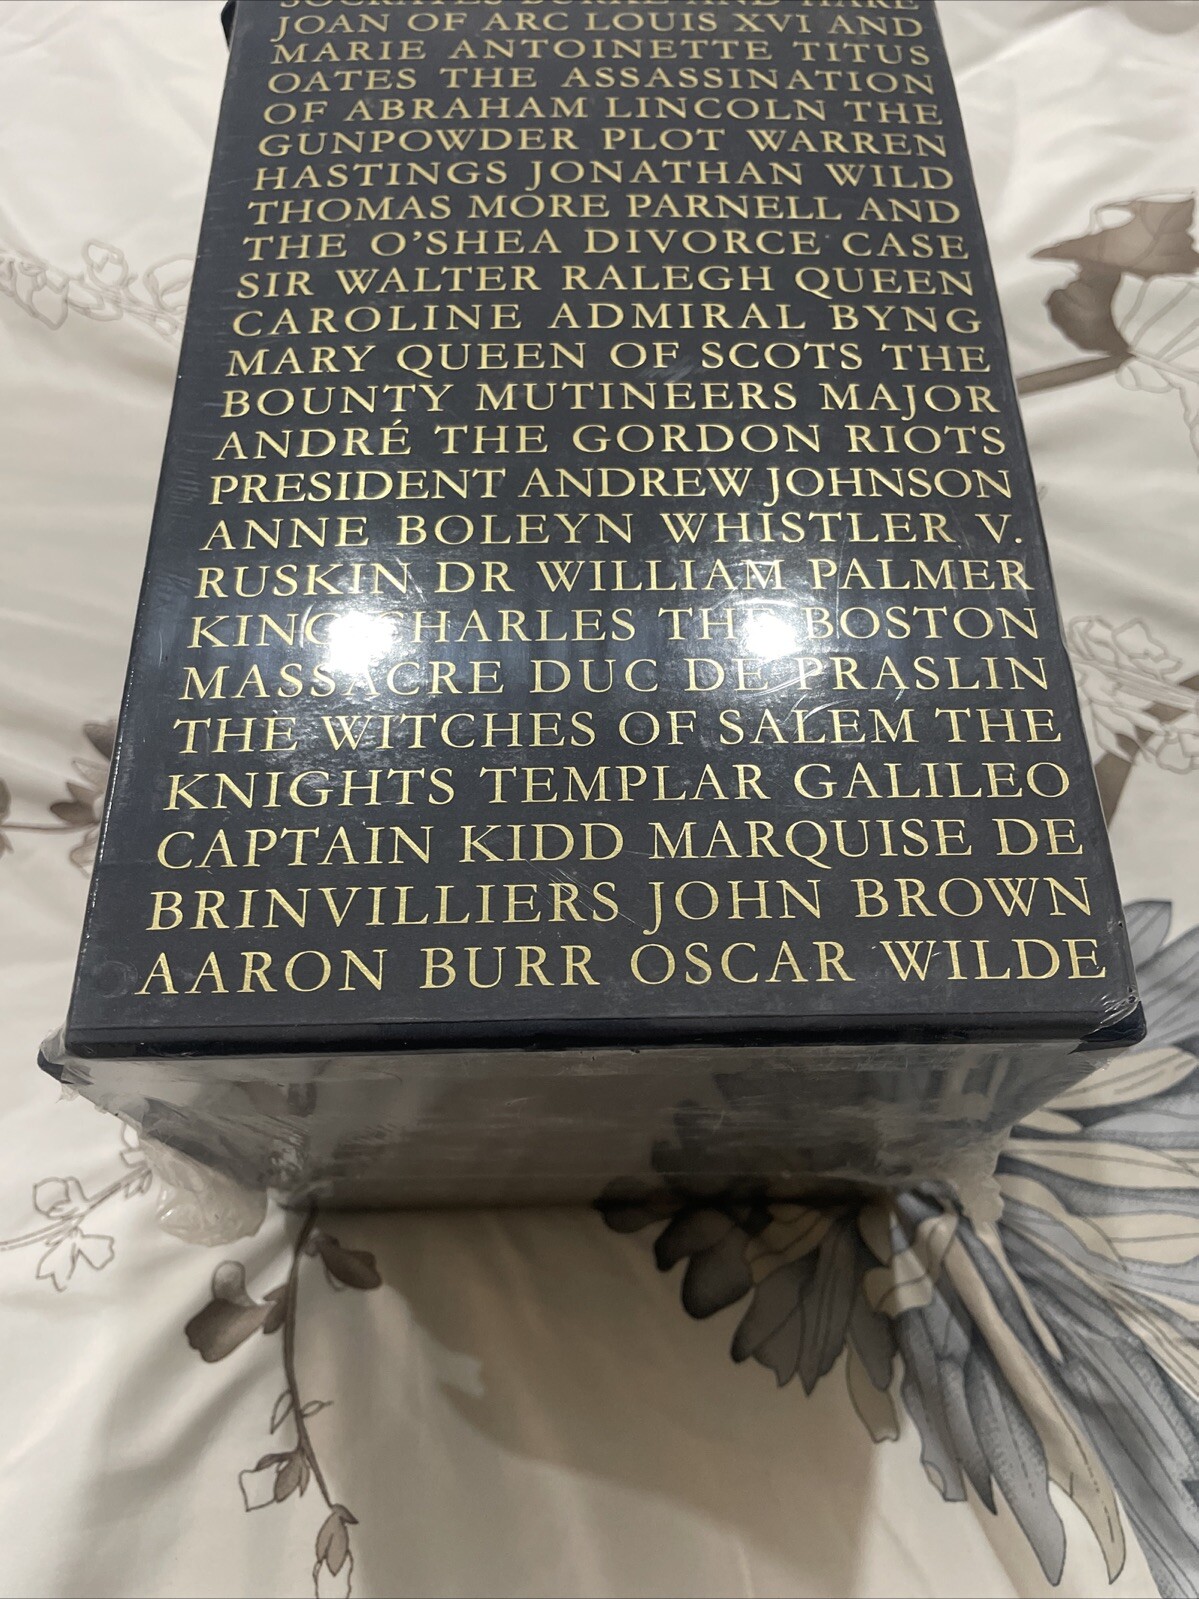 SOCRATES BURKE AND HARE
JOAN OF ARC LOUIS XVI AND
MARIE ANTOINETTE TITUS
OATES THE ASSASSINATION
OF ABRAHAM LINCOLN THE
GUNPOWDER PLOT WARREN
HASTINGS JONATHAN WILD
THOMAS MORE PARNELL AND
THE O'SHEA DIVORCE CASE
SIR WALTER RALEGH QUEEN
CAROLINE ADMIRAL BYNG
MARY QUEEN OF SCOTS THE
BOUNTY MUTINEERS MAJOR
ANDRÉ THE GORDON RIOTS
PRESIDENT ANDREW JOHNSON
ANNE BOLEYN WHISTLER V.
RUSKIN DR WILLIAM PALMER
KING CHARLES THE BOSTON
MASSACRE DUC DE PRASLIN
THE WITCHES OF SALEM THE
KNIGHTS TEMPLAR GALILEO
CAPTAIN KIDD MARQUISE DE
BRINVILLIERS JOHN BROWN
AARON BURR OSCAR WILDE